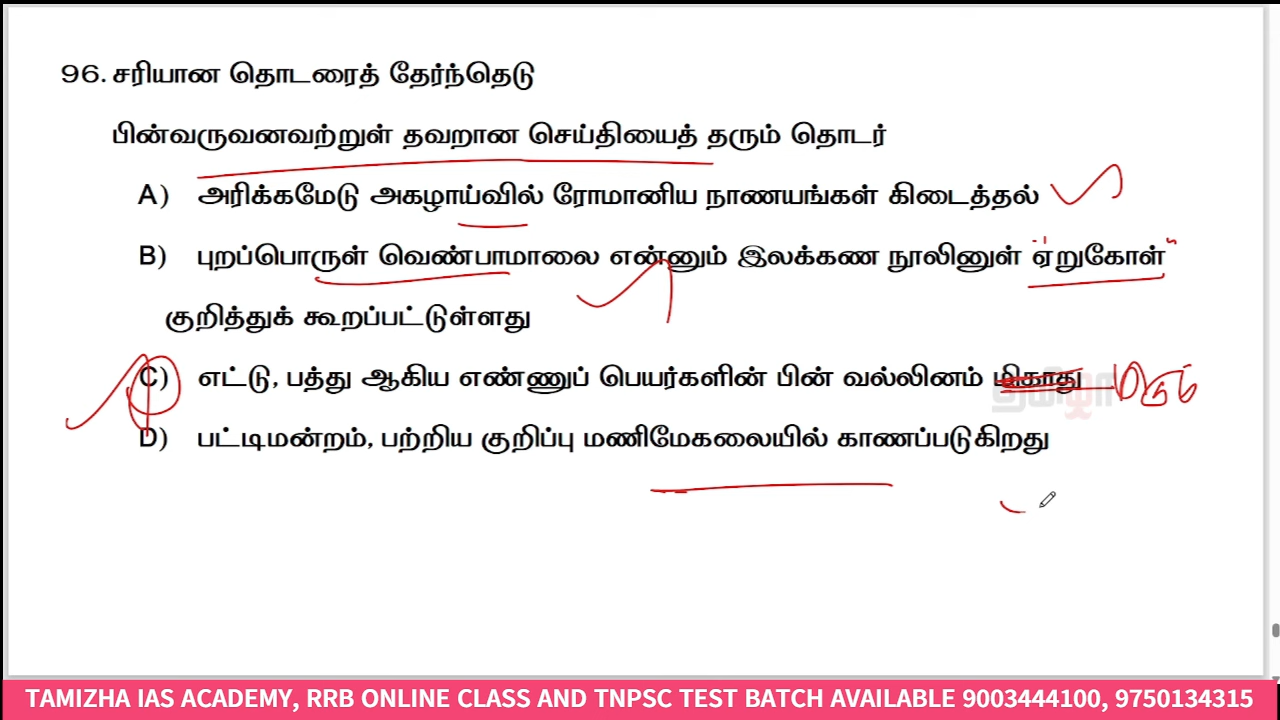 96. சரியான தொடரைத் தேர்ந்தெடு
பின்வருவனவற்றுள் தவறான செய்தியைத் தரும் தொடர்
A) அரிக்கமேடு அகழாய்வில் ரோமானிய நாணயங்கள் கிடைத்தல்
B) புறப்பொருள் வெண்பாமாலை என்னும் இலக்கண நூலினுள் ஏறுகோள்
குறித்துக் கூறப்பட்டுள்ளது
C) எட்டு, பத்து ஆகிய எண்ணுப் பெயர்களின் பின் வல்லினம் மிகாது மிகும்
D) பட்டிமன்றம், பற்றிய குறிப்பு மணிமேகலையில் காணப்படுகிறது
தமிழா
TAMIZHA IAS ACADEMY, RRB ONLINE CLASS AND TNPSC TEST BATCH AVAILABLE 9003444100, 9750134315